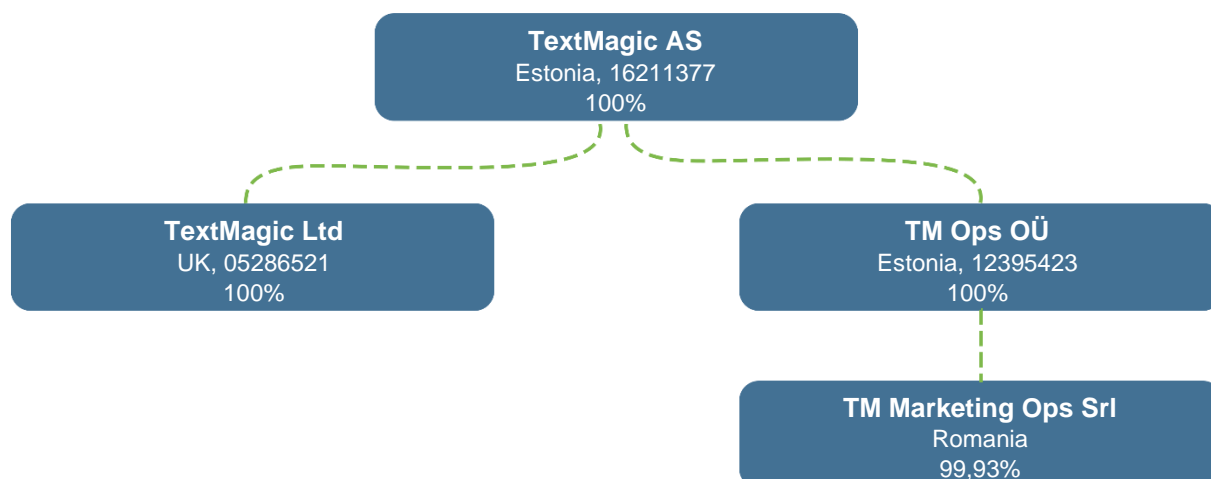 TextMagic AS
Estonia, 16211377
100%
TextMagic Ltd
UK, 05286521
100%
TM Ops OÜ
Estonia, 12395423
100%
TM Marketing Ops Srl
Romania
99,93%